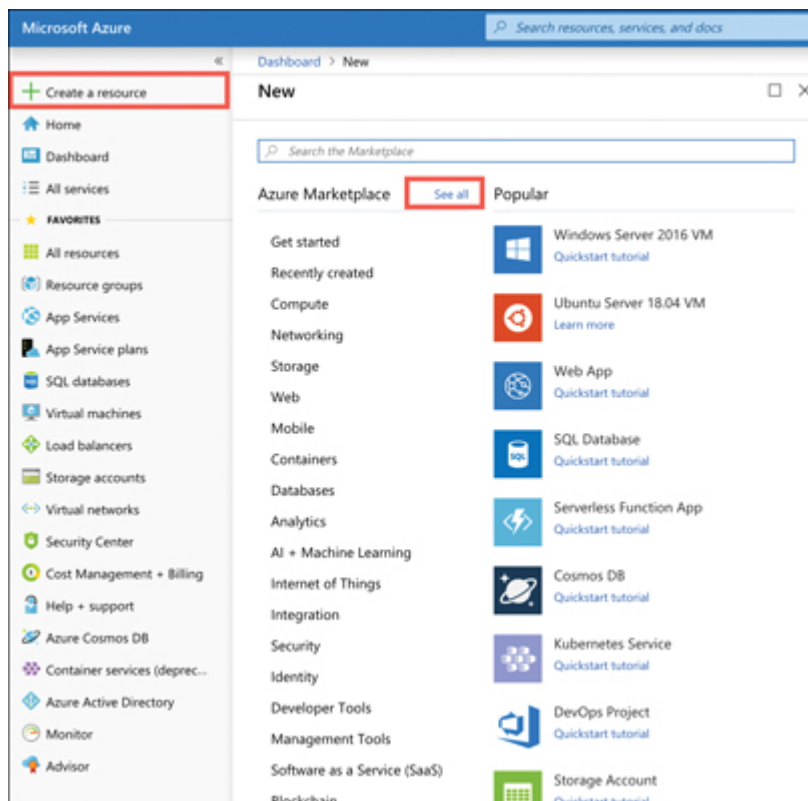 Microsoft Azure
Search resources, services, and docs
«
Dashboard > New
Create a resource
Home
Dashboard
All services
FAVORITES
All resources
Resource groups
App Services
App Service plans
SQL databases
Virtual machines
Load balancers
Storage accounts
Virtual networks
Security Center
Cost Management + Billing
Help + support
Azure Cosmos DB
Container services (deprec...
Azure Active Directory
Monitor
Advisor
New
Search the Marketplace
Azure Marketplace
See all
Get started
Recently created
Compute
Networking
Storage
Web
Mobile
Containers
Databases
Analytics
AI + Machine Learning
Internet of Things
Integration
Security
Identity
Developer Tools
Management Tools
Software as a Service (SaaS)
Blockchain
Popular
Windows Server 2016 VM
Quickstart tutorial
Ubuntu Server 18.04 VM
Learn more
Web App
Quickstart tutorial
SQL
SQL Database
Quickstart tutorial
Serverless Function App
Quickstart tutorial
Cosmos DB
Quickstart tutorial
Kubernetes Service
Quickstart tutorial
DevOps Project
Quickstart tutorial
Storage Account
Quickstart tutorial